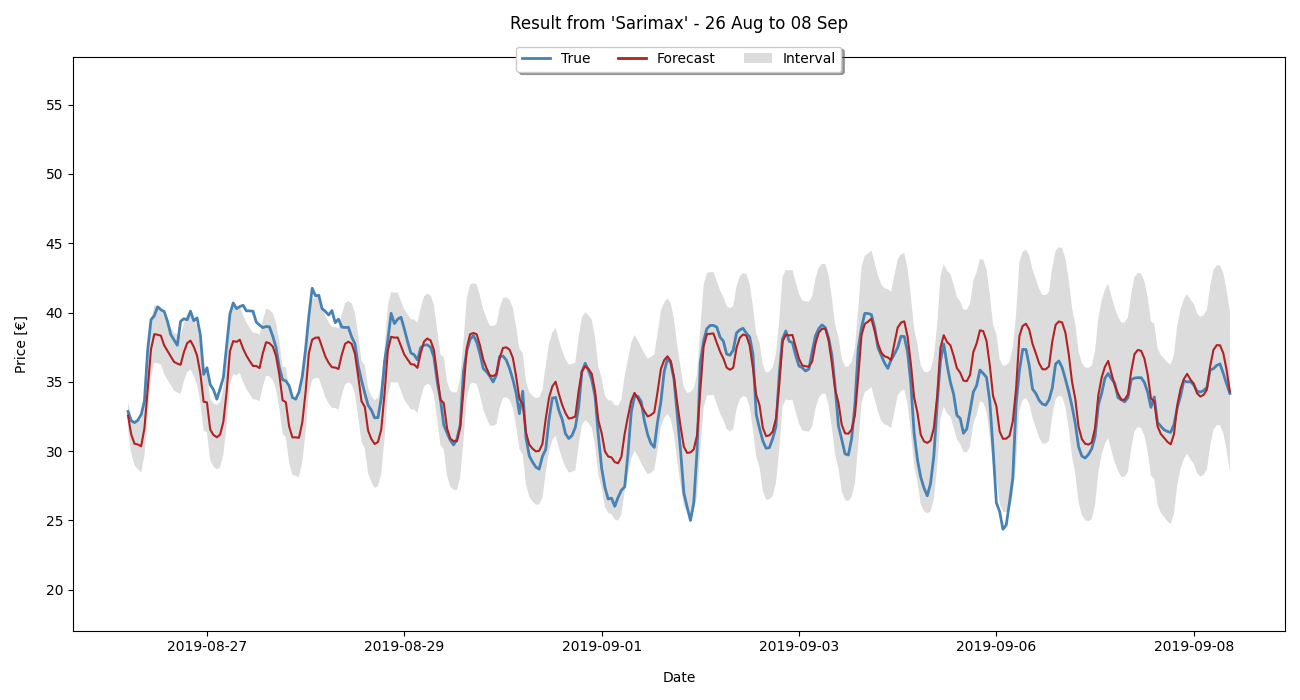 Result from 'Sarimax' - 26 Aug to 08 Sep
True Forecast Interval
55
50
45
40
35
30
25
20
Price [€]
2019-08-27 2019-08-29 2019-09-01 2019-09-03 2019-09-06 2019-09-08
Date